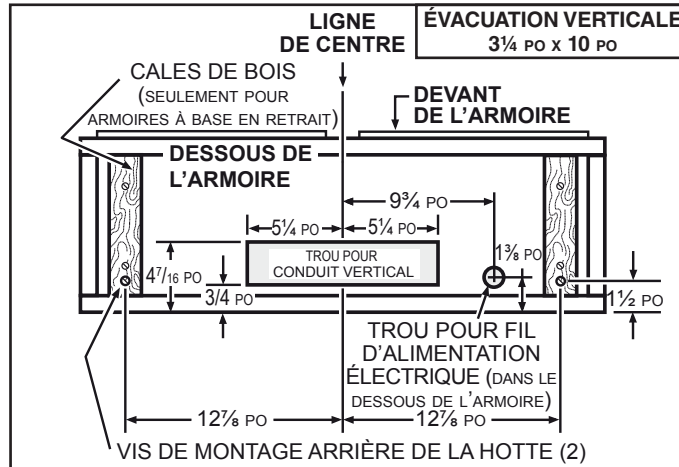 LIGNE
DE CENTRE
ÉVACUATION VERTICALE
3¼ PO X 10 PO
CALES DE BOIS
(SEULEMENT POUR
ARMOIRES À BASE EN RETRAIT)
DEVANT
DE L'ARMOIRE
DESSOUS DE
L'ARMOIRE
9¾ PO
5¼ PO
5¼ PO
TROU POUR
CONDUIT VERTICAL
1⅜ PO
4⁷/₁₆ PO
3/4 PO
1½ PO
TROU POUR FIL
D'ALIMENTATION
ÉLECTRIQUE (DANS LE
DESSOUS DE L'ARMOIRE)
12⅞ PO
12⅞ PO
VIS DE MONTAGE ARRIÈRE DE LA HOTTE (2)